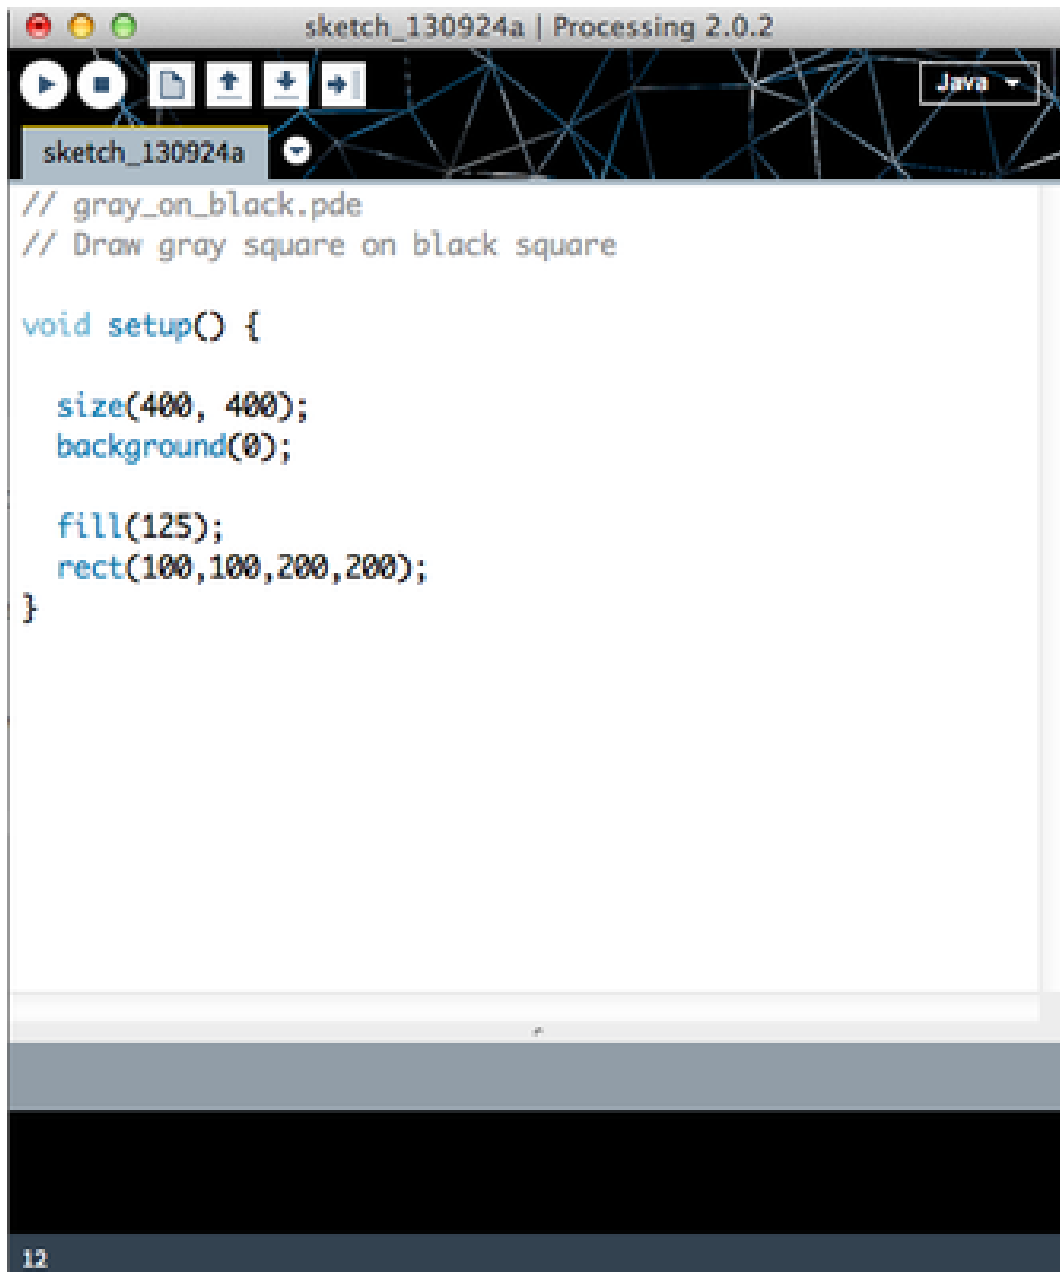 sketch_130924a | Processing 2.0.2
Java
sketch_130924a
// gray_on_black.pde
// Draw gray square on black square
void setup() {
size(400, 400);
background(0);
fill(125);
rect(100,100,200,200);
}
12